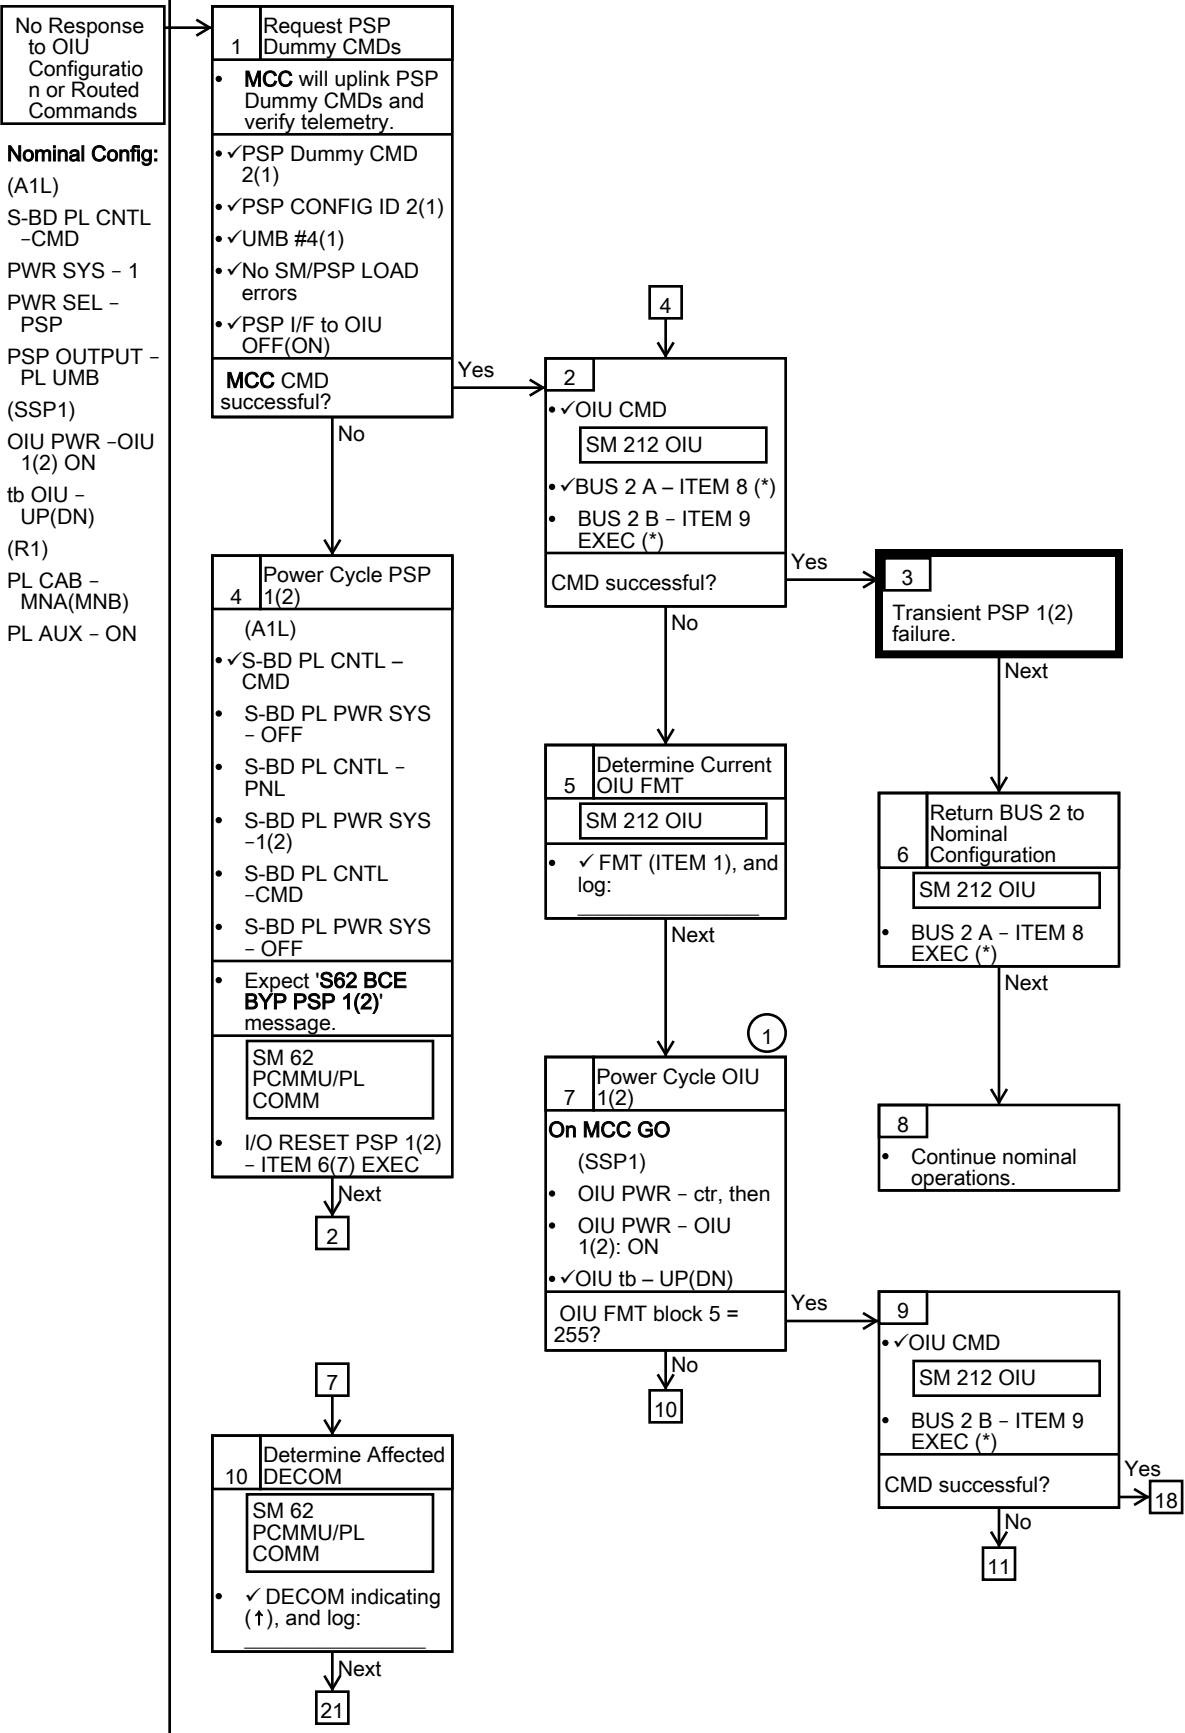 No Response
to OIU
Configuratio
n or Routed
Commands
Nominal Config:
(A1L)
S-BD PL CNTL
–CMD
PWR SYS – 1
PWR SEL –
PSP
PSP OUTPUT –
PL UMB
(SSP1)
OIU PWR –OIU
1(2) ON
tb OIU –
UP(DN)
(R1)
PL CAB –
MNA(MNB)
PL AUX – ON
1
Request PSP
Dummy CMDs
• MCC will uplink PSP
Dummy CMDs and
verify telemetry.
• ✓PSP Dummy CMD
2(1)
• ✓PSP CONFIG ID 2(1)
• ✓UMB #4(1)
• ✓No SM/PSP LOAD
errors
• ✓PSP I/F to OIU
OFF(ON)
MCC CMD
successful?
Yes
No
4
2
• ✓OIU CMD
SM 212 OIU
• ✓BUS 2 A – ITEM 8 (*)
• BUS 2 B – ITEM 9
EXEC (*)
CMD successful?
Yes
No
3
Transient PSP 1(2)
failure.
Next
4
Power Cycle PSP
1(2)
(A1L)
• ✓S-BD PL CNTL –
CMD
• S-BD PL PWR SYS
– OFF
• S-BD PL CNTL –
PNL
• S-BD PL PWR SYS
–1(2)
• S-BD PL CNTL
–CMD
• S-BD PL PWR SYS
– OFF
• Expect 'S62 BCE
BYP PSP 1(2)'
message.
SM 62
PCMMU/PL
COMM
• I/O RESET PSP 1(2)
– ITEM 6(7) EXEC
Next
2
5
Determine Current
OIU FMT
SM 212 OIU
• ✓ FMT (ITEM 1), and
log:
Next
6
Return BUS 2 to
Nominal
Configuration
SM 212 OIU
• BUS 2 A – ITEM 8
EXEC (*)
Next
1
7
Power Cycle OIU
1(2)
On MCC GO
(SSP1)
• OIU PWR – ctr, then
• OIU PWR – OIU
1(2): ON
• ✓OIU tb – UP(DN)
OIU FMT block 5 =
255?
Yes
No
10
8
• Continue nominal
operations.
9
• ✓OIU CMD
SM 212 OIU
• BUS 2 B – ITEM 9
EXEC (*)
CMD successful?
Yes
18
No
11
7
10
Determine Affected
DECOM
SM 62
PCMMU/PL
COMM
• ✓ DECOM indicating
(↑), and log:
Next
21